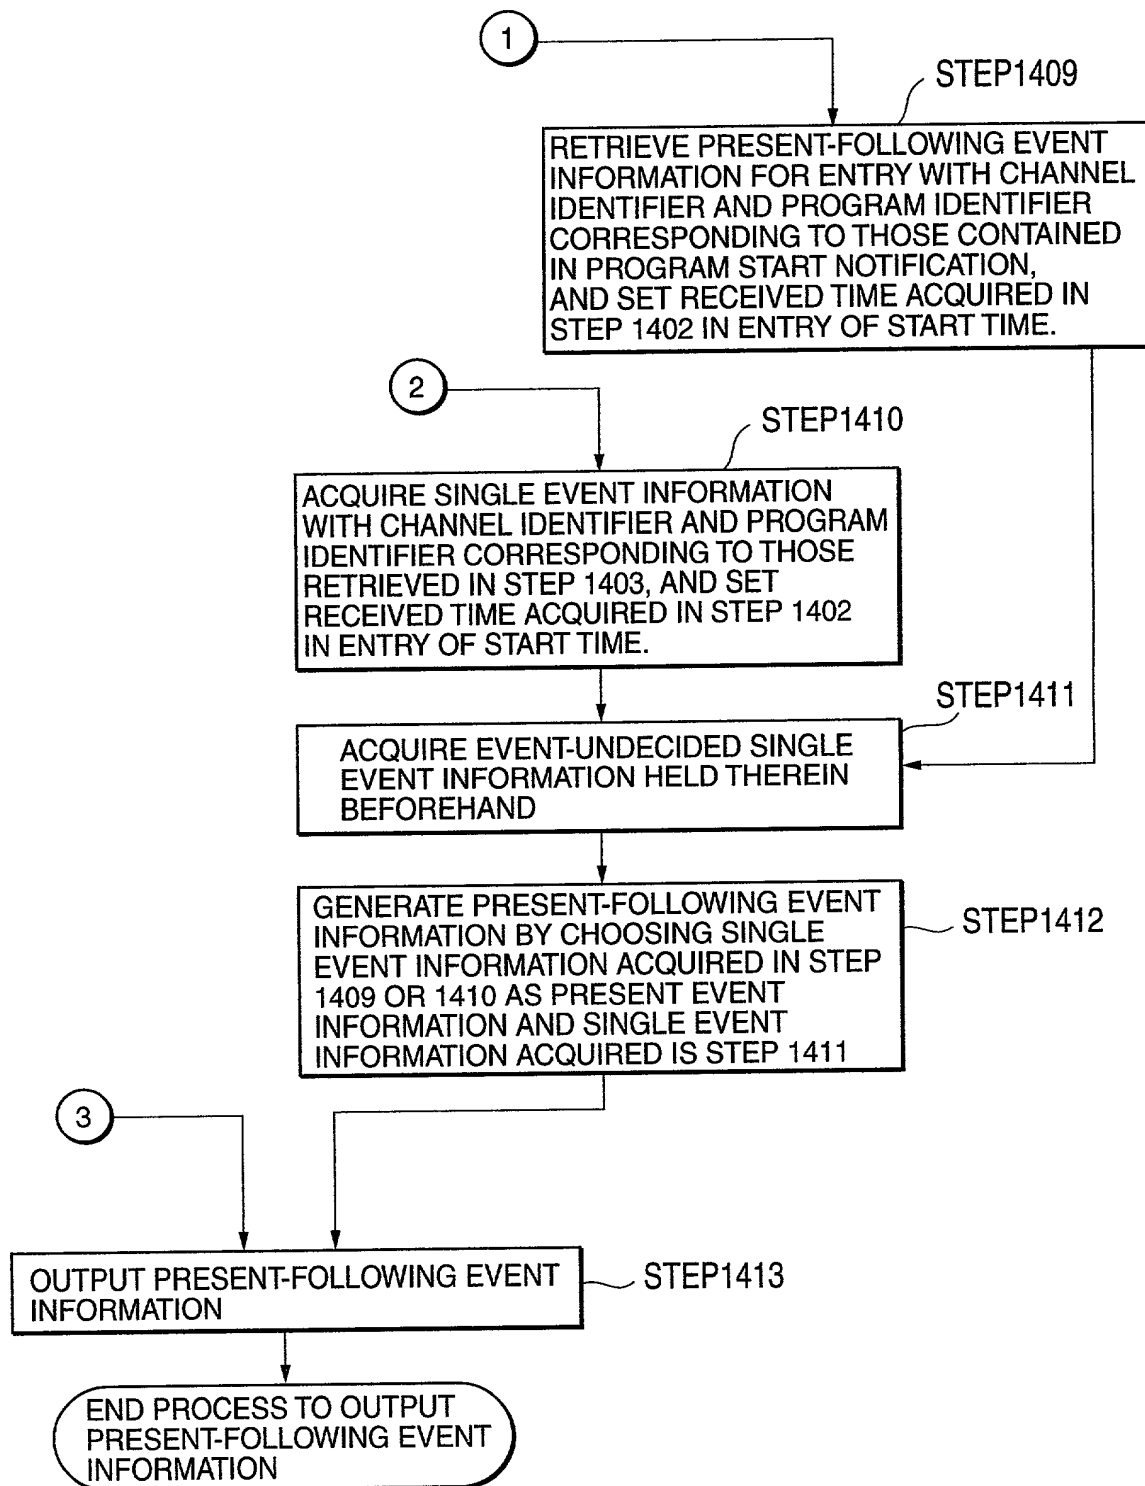 1
STEP1409
RETRIEVE PRESENT-FOLLOWING EVENT
INFORMATION FOR ENTRY WITH CHANNEL
IDENTIFIER AND PROGRAM IDENTIFIER
CORRESPONDING TO THOSE CONTAINED
IN PROGRAM START NOTIFICATION,
AND SET RECEIVED TIME ACQUIRED IN
STEP 1402 IN ENTRY OF START TIME.
2
STEP1410
ACQUIRE SINGLE EVENT INFORMATION
WITH CHANNEL IDENTIFIER AND PROGRAM
IDENTIFIER CORRESPONDING TO THOSE
RETRIEVED IN STEP 1403, AND SET
RECEIVED TIME ACQUIRED IN STEP 1402
IN ENTRY OF START TIME.
STEP1411
ACQUIRE EVENT-UNDECIDED SINGLE
EVENT INFORMATION HELD THEREIN
BEFOREHAND
GENERATE PRESENT-FOLLOWING EVENT
INFORMATION BY CHOOSING SINGLE
EVENT INFORMATION ACQUIRED IN STEP
1409 OR 1410 AS PRESENT EVENT
INFORMATION AND SINGLE EVENT
INFORMATION ACQUIRED IS STEP 1411
STEP1412
3
OUTPUT PRESENT-FOLLOWING EVENT
INFORMATION
STEP1413
END PROCESS TO OUTPUT
PRESENT-FOLLOWING EVENT
INFORMATION